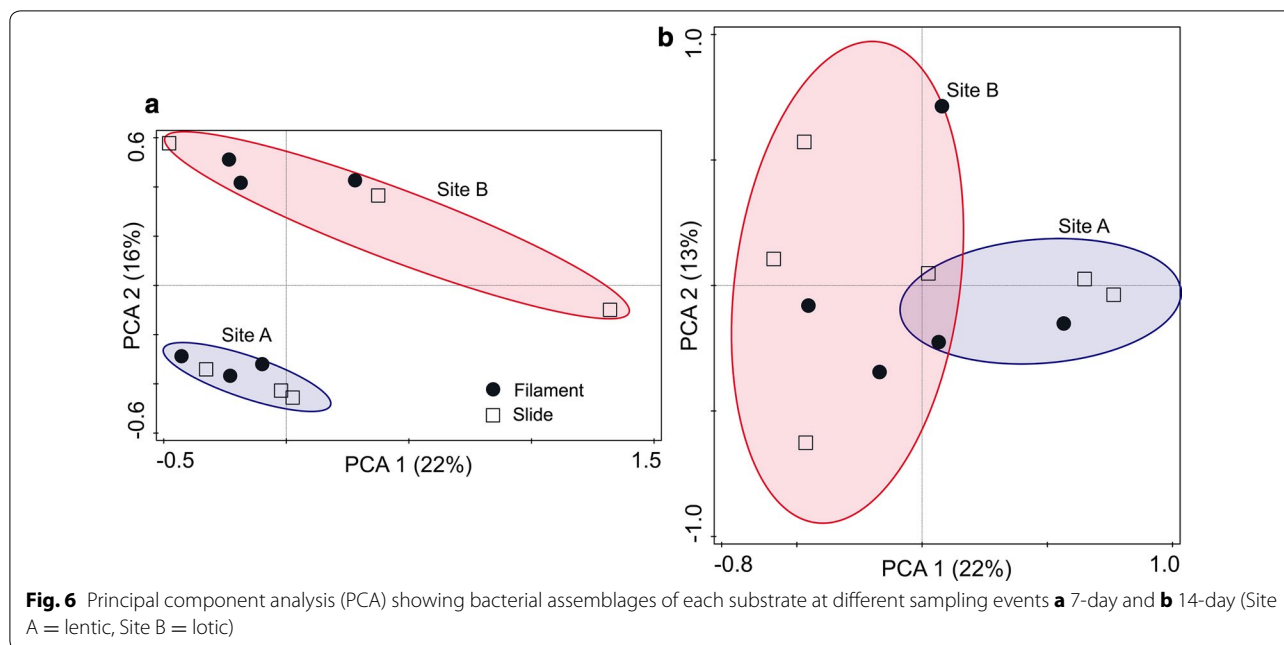 a
0.6
Site B
PCA 2 (16%)
Site A
Filament
Slide
-0.6
-0.5
PCA 1 (22%)
1.5
b
1.0
Site B
Site A
PCA 2 (13%)
-1.0
-0.8
PCA 1 (22%)
1.0
Fig. 6 Principal component analysis (PCA) showing bacterial assemblages of each substrate at different sampling events a 7-day and b 14-day (Site
A = lentic, Site B = lotic)